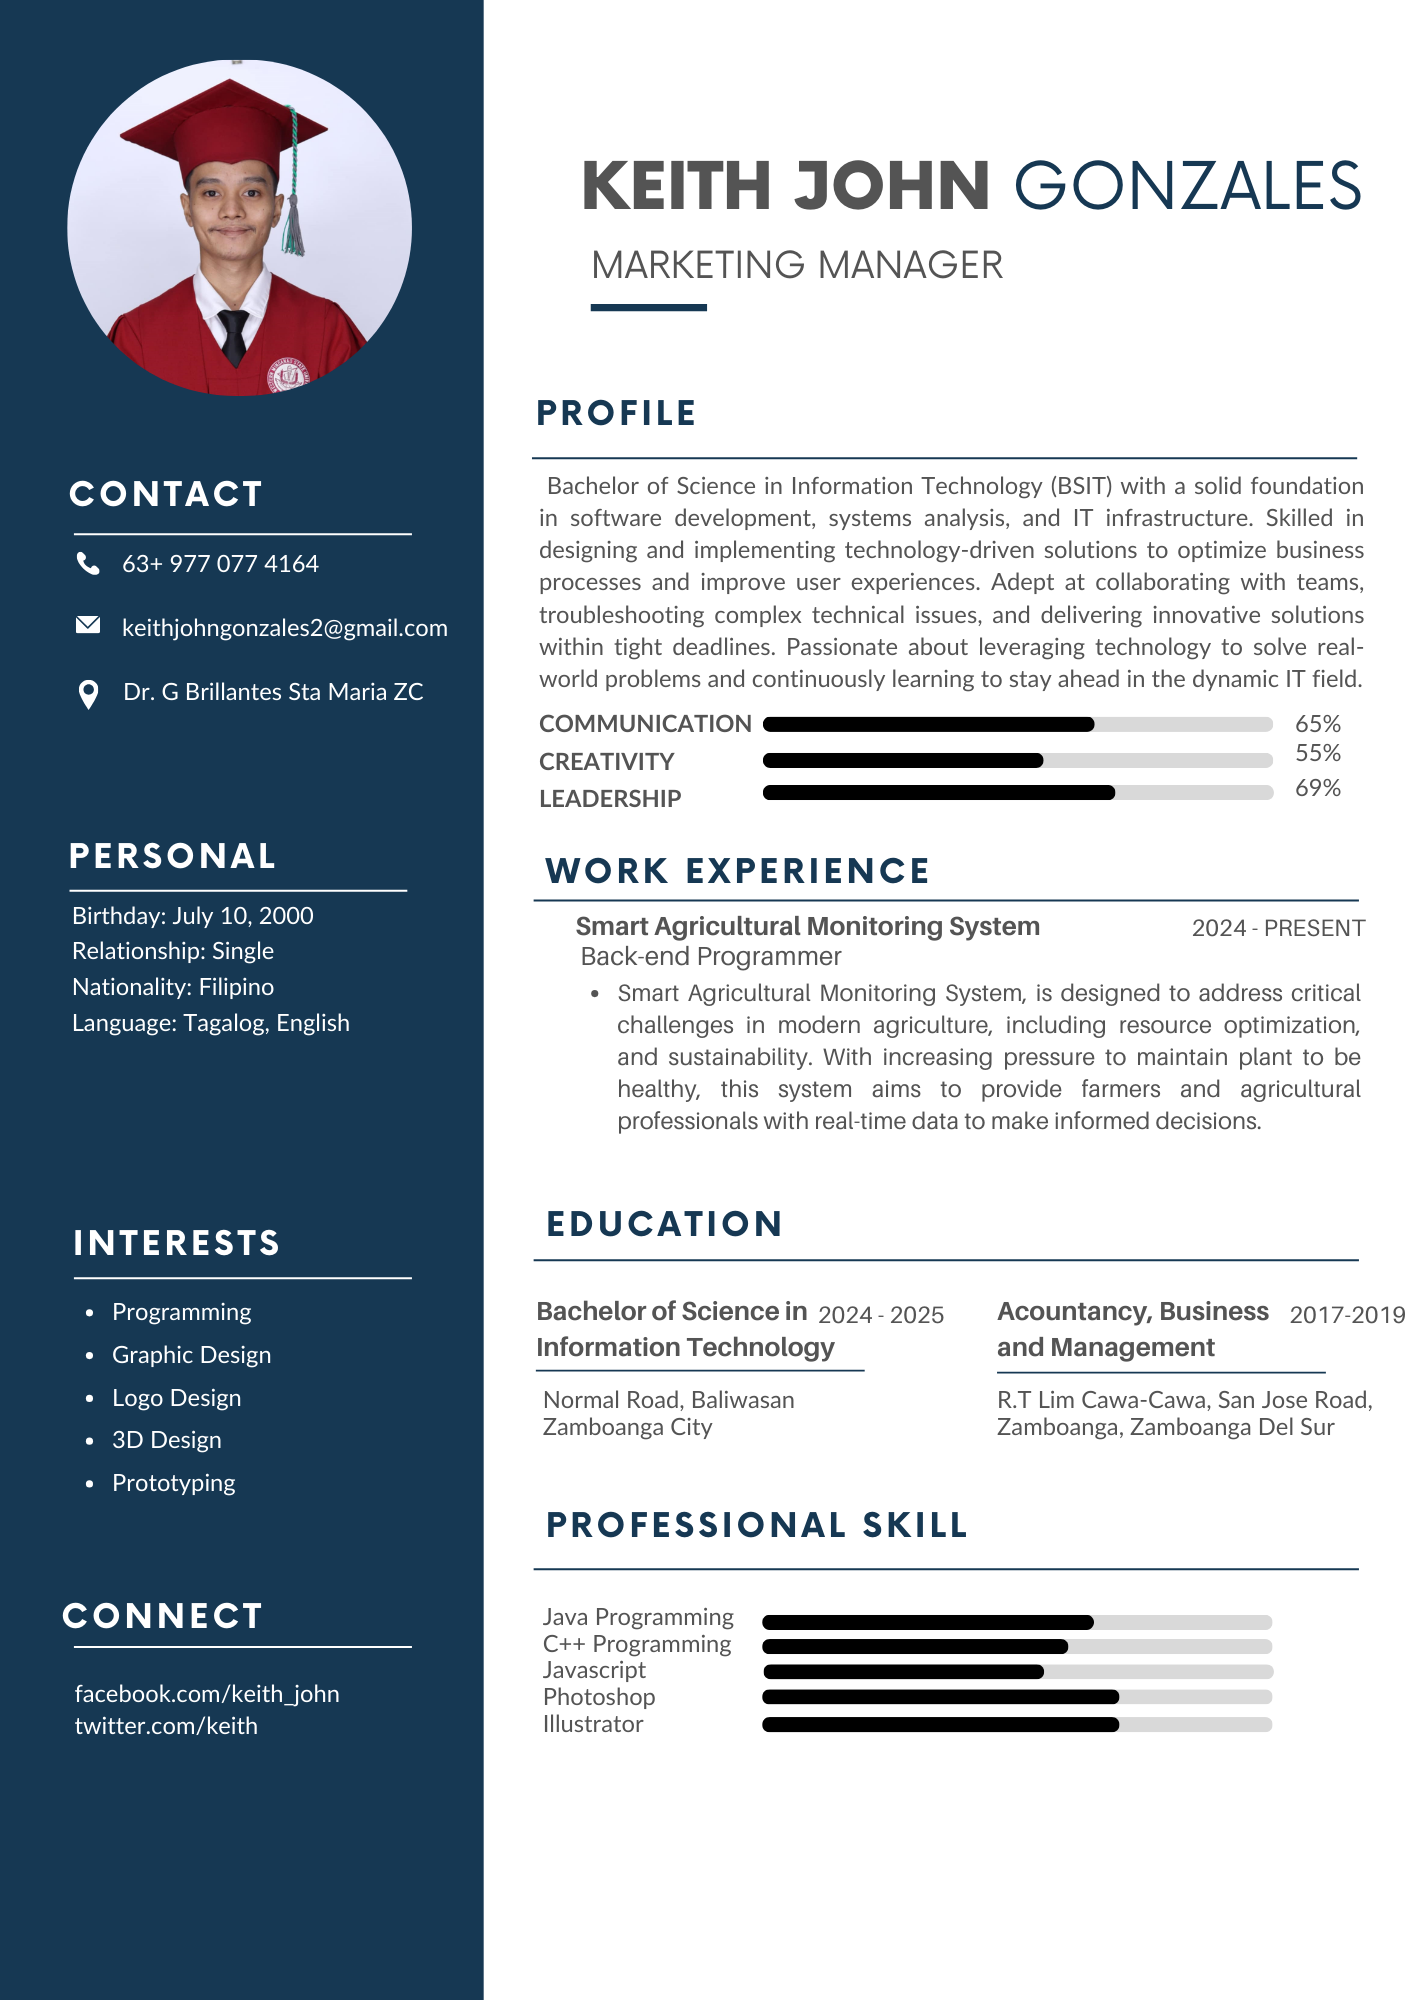 KEITH JOHN GONZALES
MARKETING MANAGER
CONTACT
63+ 977 077 4164
keithjohngonzales2@gmail.com
Dr. G Brillantes Sta Maria ZC
PERSONAL
Birthday: July 10, 2000
Relationship: Single
Nationality: Filipino
Language: Tagalog, English
INTERESTS
• Programming
• Graphic Design
• Logo Design
• 3D Design
• Prototyping
CONNECT
facebook.com/keith_john
twitter.com/keith
PROFILE
Bachelor of Science in Information Technology (BSIT) with a solid foundation
in software development, systems analysis, and IT infrastructure. Skilled in
designing and implementing technology-driven solutions to optimize business
processes and improve user experiences. Adept at collaborating with teams,
troubleshooting complex technical issues, and delivering innovative solutions
within tight deadlines. Passionate about leveraging technology to solve real-
world problems and continuously learning to stay ahead in the dynamic IT field.
COMMUNICATION 65%
CREATIVITY 55%
LEADERSHIP 69%
WORK EXPERIENCE
Smart Agricultural Monitoring System 2024 - PRESENT
Back-end Programmer
• Smart Agricultural Monitoring System, is designed to address critical
challenges in modern agriculture, including resource optimization,
and sustainability. With increasing pressure to maintain plant to be
healthy, this system aims to provide farmers and agricultural
professionals with real-time data to make informed decisions.
EDUCATION
Bachelor of Science in 2024 - 2025
Information Technology
Normal Road, Baliwasan
Zamboanga City
Acountancy, Business 2017-2019
and Management
R.T Lim Cawa-Cawa, San Jose Road,
Zamboanga, Zamboanga Del Sur
PROFESSIONAL SKILL
Java Programming
C++ Programming
Javascript
Photoshop
Illustrator